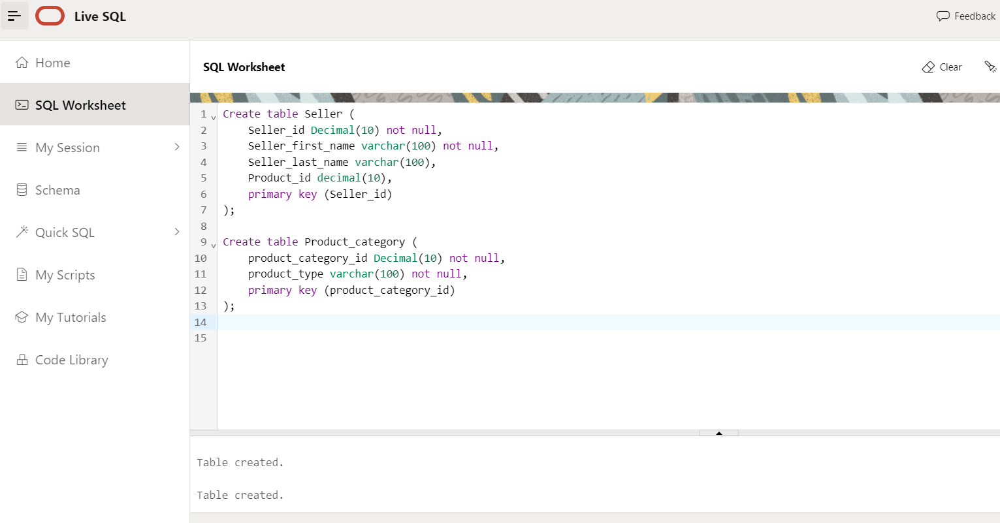 Live SQL
Feedback
Home
SQL Worksheet
My Session
Schema
Quick SQL
My Scripts
My Tutorials
Code Library
SQL Worksheet
Clear
1 Create table Seller (
2 Seller_id Decimal(10) not null,
3 Seller_first_name varchar(100) not null,
4 Seller_last_name varchar(100),
5 Product_id decimal(10),
6 primary key (Seller_id)
7 );
8
9 Create table Product_category (
10 product_category_id Decimal(10) not null,
11 product_type varchar(100) not null,
12 primary key (product_category_id)
13 );
14
15
Table created.
Table created.